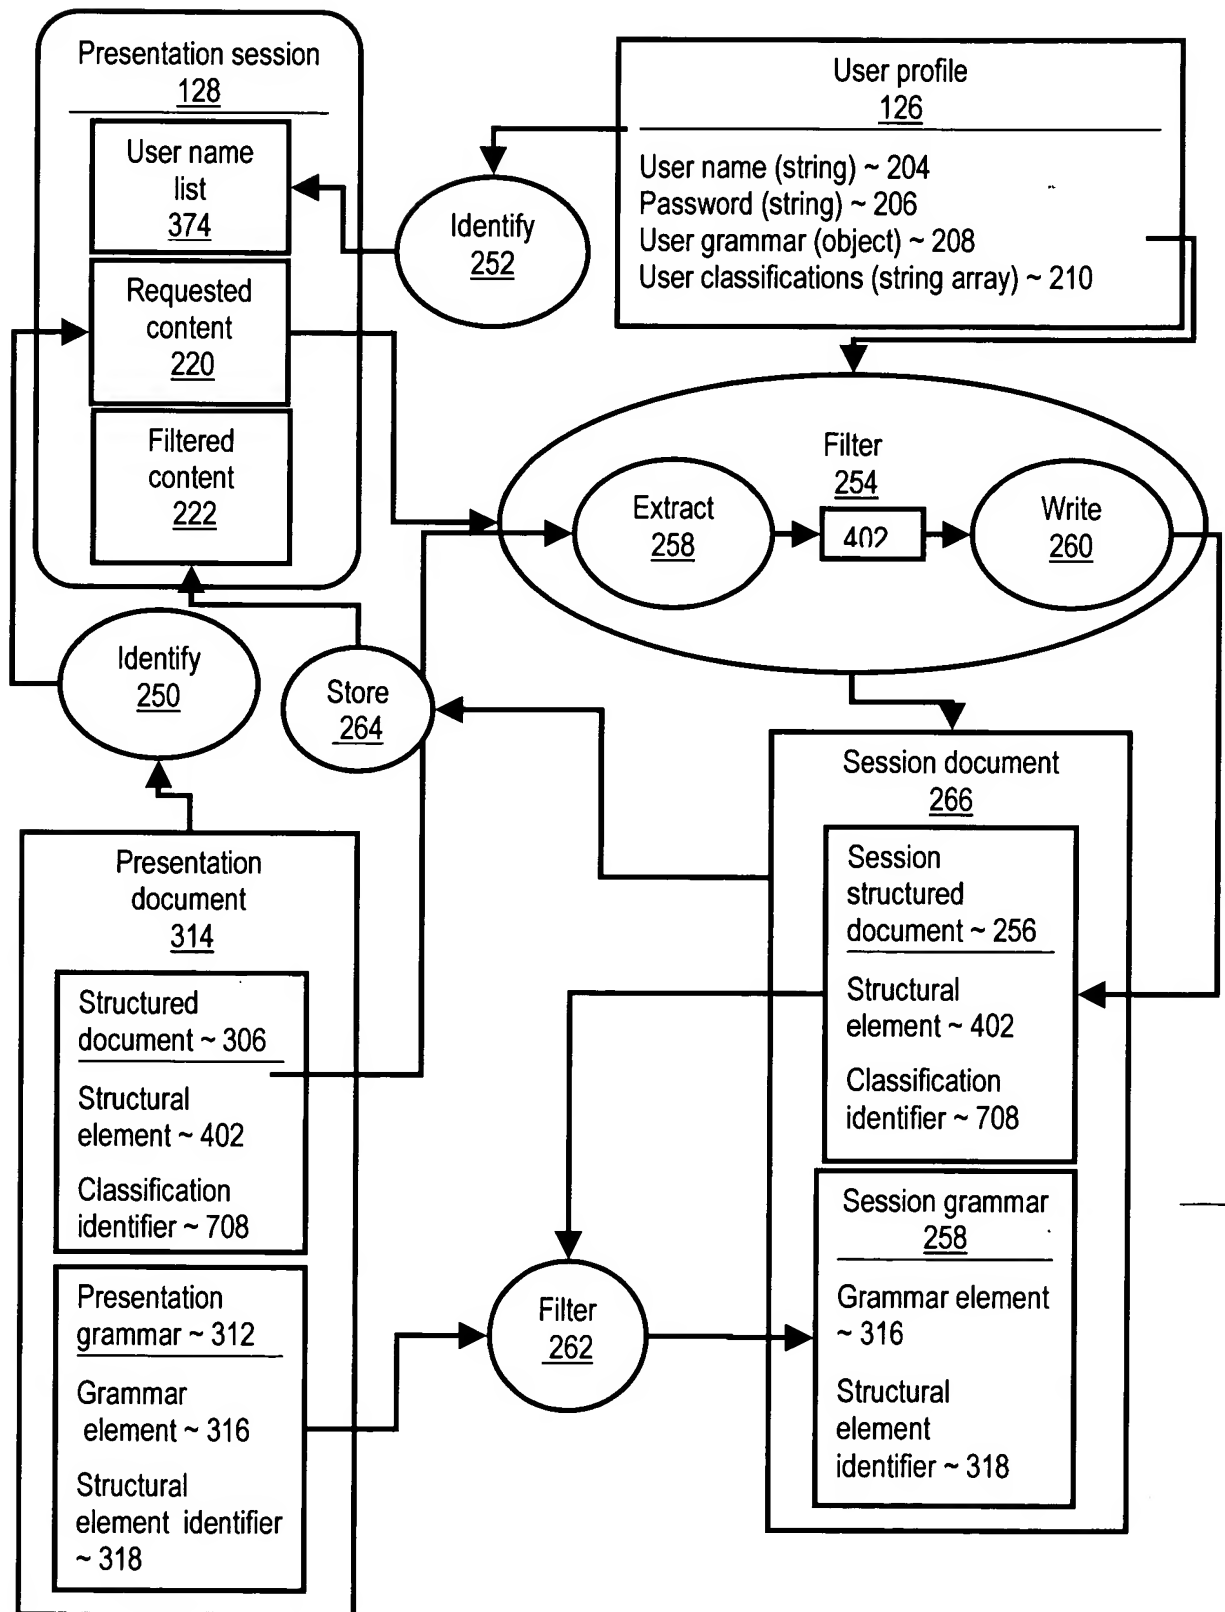 Presentation session
128
User name
list
374
Requested
content
220
Filtered
content
222
User profile
126
User name (string) ~ 204
Password (string) ~ 206
User grammar (object) ~ 208
User classifications (string array) ~ 210
Identify
252
Filter
254
Extract
258
402
Write
260
Identify
250
Store
264
Session document
266
Session
structured
document ~ 256
Structural
element ~ 402
Classification
identifier ~ 708
Session grammar
258
Grammar element
~ 316
Structural
element
identifier ~ 318
Presentation
document
314
Structured
document ~ 306
Structural
element ~ 402
Classification
identifier ~ 708
Presentation
grammar ~ 312
Grammar
element ~ 316
Structural
element identifier
~ 318
Filter
262